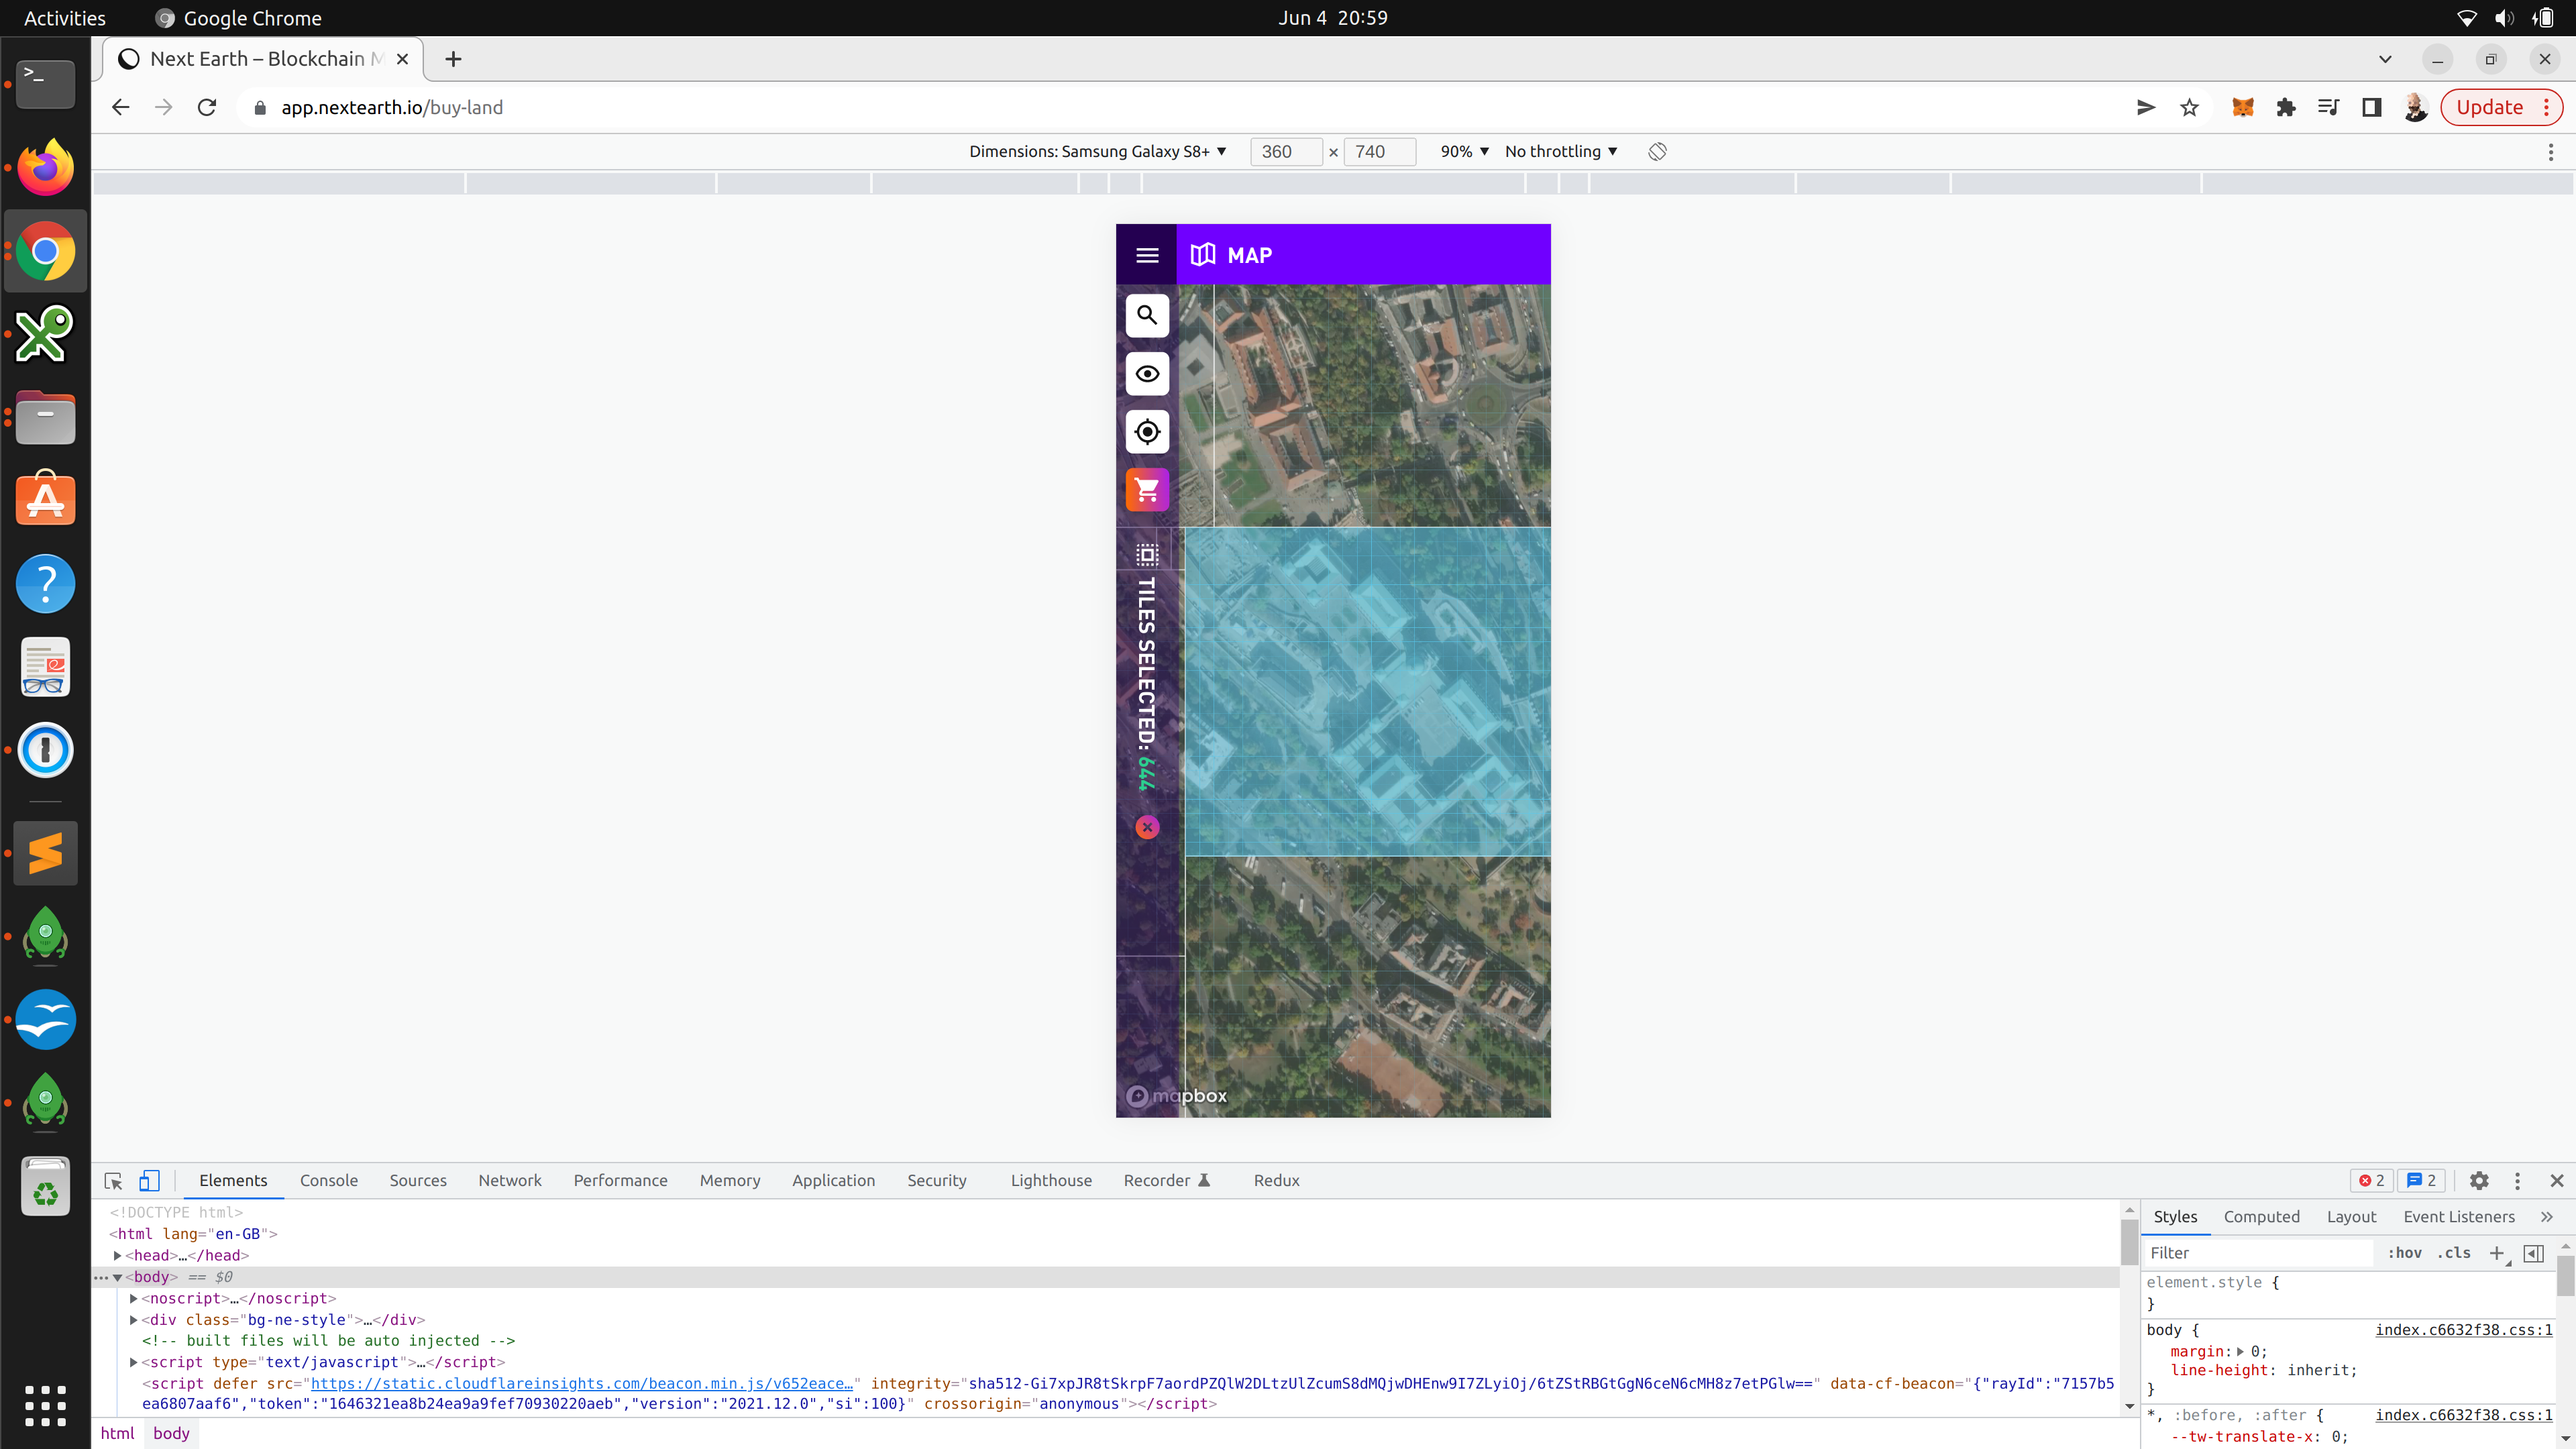 Activities
Google Chrome
Jun 4 20:59
Next Earth – Blockchain M
app.nextearth.io/buy-land
Update
Dimensions: Samsung Galaxy S8+
360 × 740
90%
No throttling
MAP
TILES SELECTED: 644
mapbox
Elements
Console
Sources
Network
Performance
Memory
Application
Security
Lighthouse
Recorder
Redux
2
2
<!DOCTYPE html>
<html lang="en-GB">
<head>…</head>
<body> == $0
<noscript>…</noscript>
<div class="bg-ne-style">…</div>
<!-- built files will be auto injected -->
<script type="text/javascript">…</script>
<script defer src="https://static.cloudflareinsights.com/beacon.min.js/v652eace…" integrity="sha512-Gi7xpJR8tSkrpF7aordPZQlW2DLtzUlZcumS8dMQjwDHEnw9I7ZLyiOj/6tZStRBGtGgN6ceN6cMH8z7etPGlw==" data-cf-beacon="{"rayId":"7157b5
ea6807aaf6","token":"1646321ea8b24ea9a9fef70930220aeb","version":"2021.12.0","si":100}" crossorigin="anonymous"></script>
html
body
Styles
Computed
Layout
Event Listeners
Filter
:hov
.cls
element.style {
}
body {
index.c6632f38.css:1
margin: 0;
line-height: inherit;
}
*, :before, :after {
index.c6632f38.css:1
--tw-translate-x: 0;